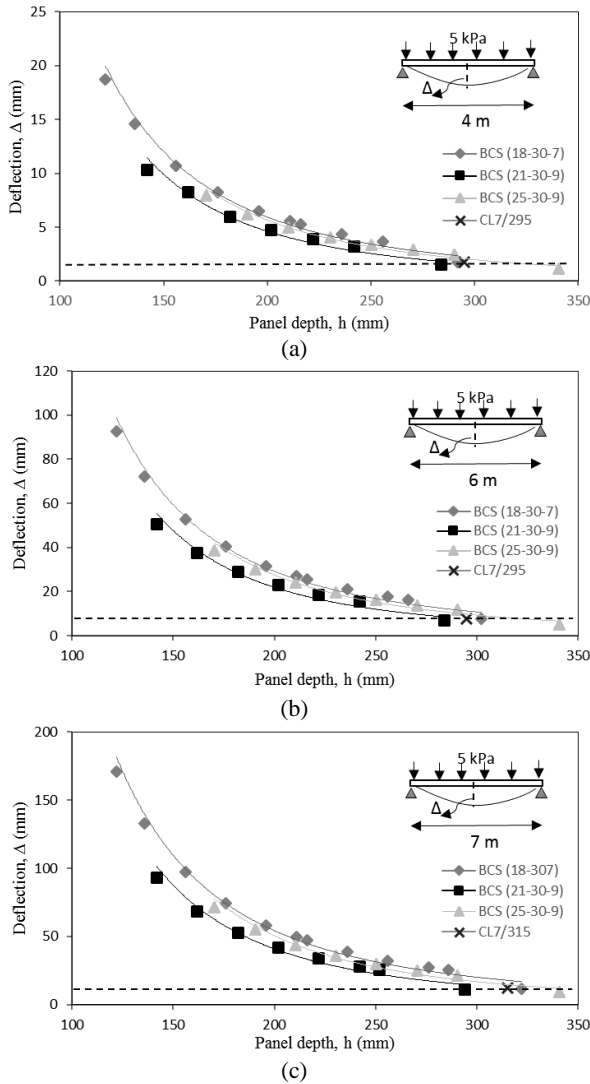 25
20
15
10
5
0
Deflection, Δ (mm)
5 kPa
Δ
4 m
BCS (18-30-7)
BCS (21-30-9)
BCS (25-30-9)
CL7/295
100 150 200 250 300 350
Panel depth, h (mm)
(a)
120
100
80
60
40
20
0
Deflection, Δ (mm)
5 kPa
Δ
6 m
BCS (18-30-7)
BCS (21-30-9)
BCS (25-30-9)
CL7/295
100 150 200 250 300 350
Panel depth, h (mm)
(b)
200
150
100
50
0
Deflection, Δ (mm)
5 kPa
Δ
7 m
BCS (18-307)
BCS (21-30-9)
BCS (25-30-9)
CL7/315
100 150 200 250 300 350
Panel depth, h (mm)
(c)